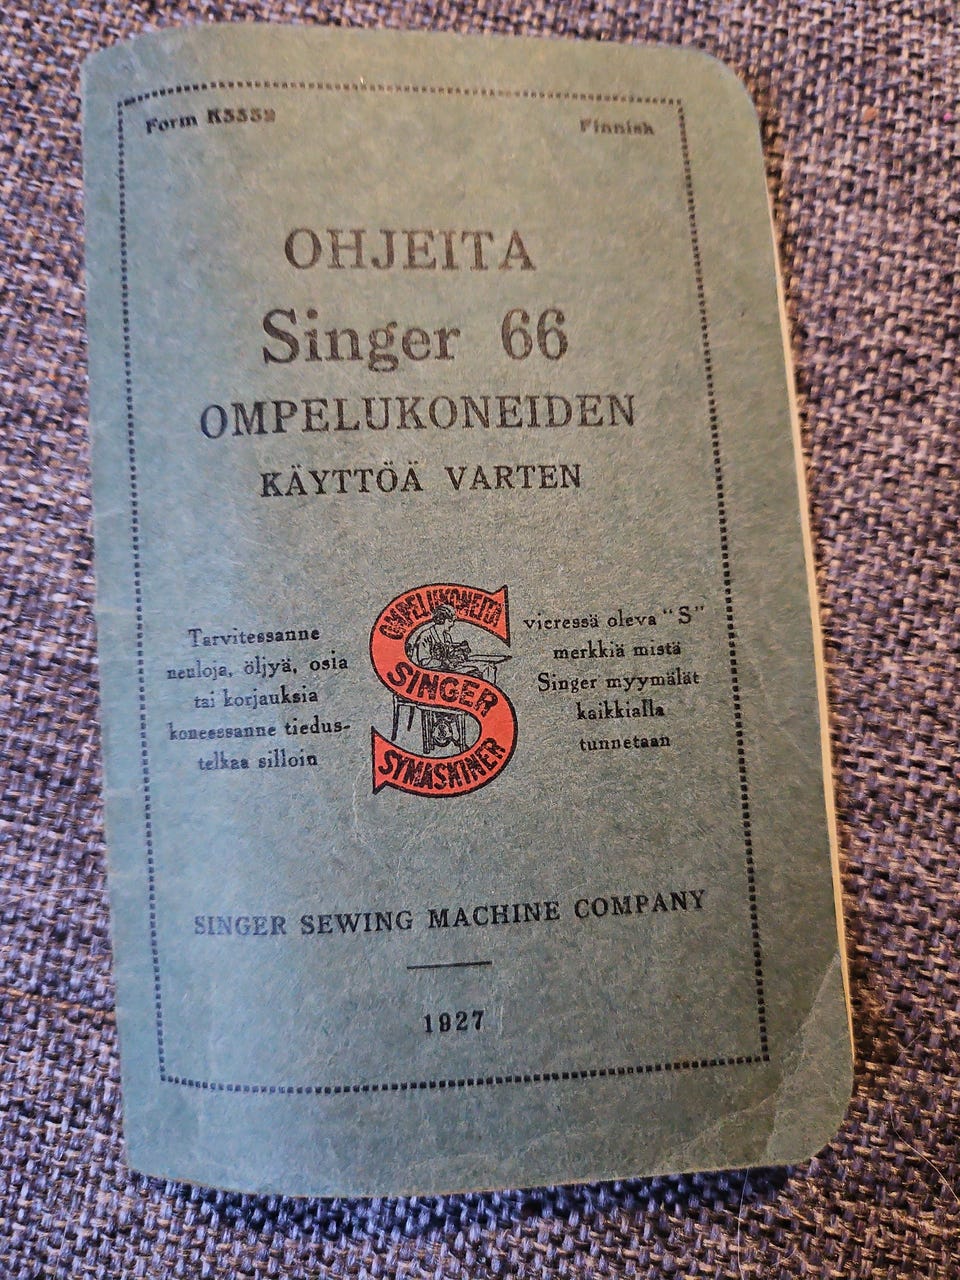 Form K5552
Finnish
OHJEITA
Singer 66
OMPELUKONEIDEN
KÄYTTÖÄ VARTEN
Tarvitessanne
neuloja, öljyä, osia
tai korjauksia
koneessanne tiedus-
telkaa silloin
OMPELUKONEITA
SINGER
SYMASKINER
vieressä oleva "S"
merkkiä mistä
Singer myymälät
kaikkialla
tunnetaan
SINGER SEWING MACHINE COMPANY
1927